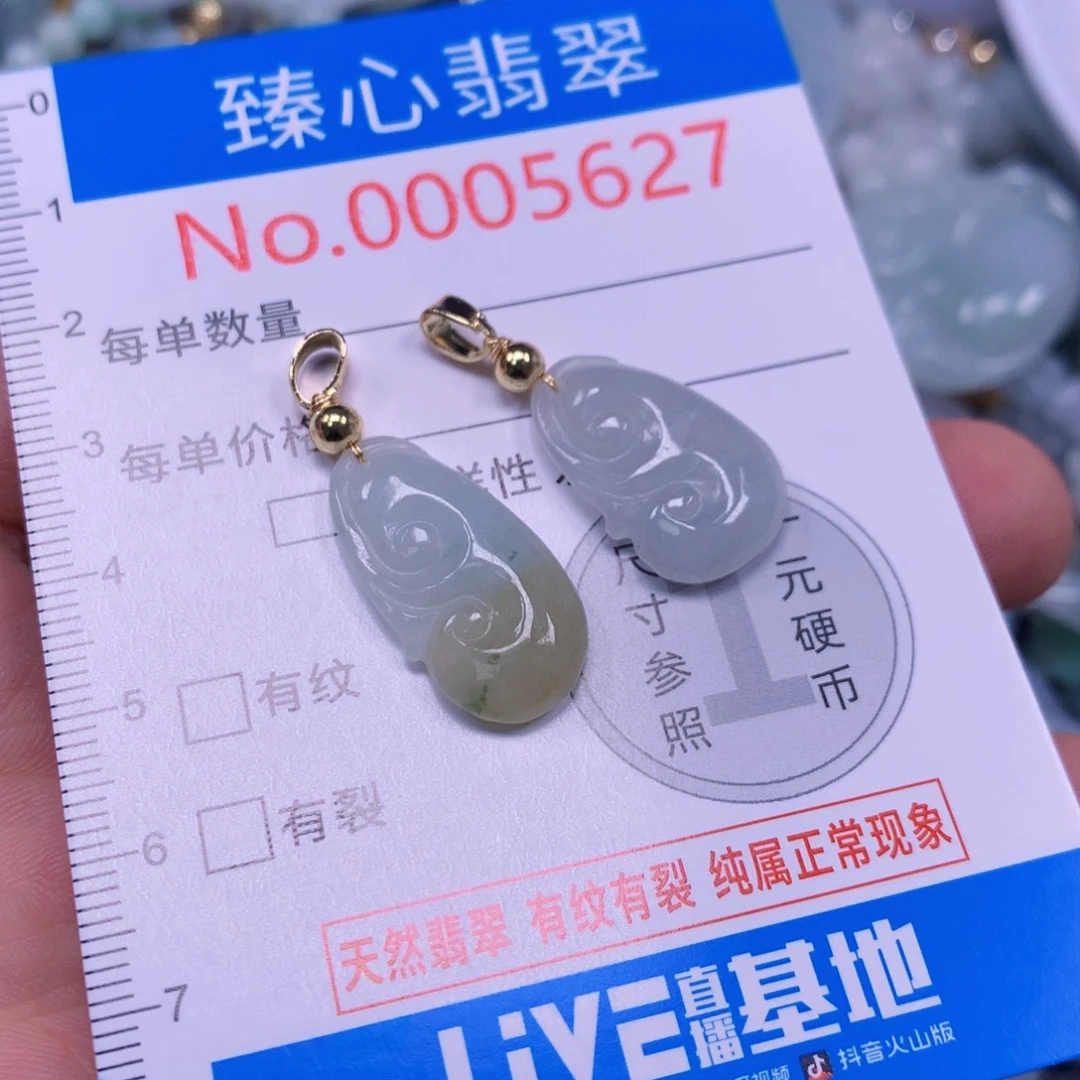 臻心翡翠
No.0005627
每单数量
每单价格
样性
有纹
有裂
一元硬币
尺寸参照
1
天然翡翠 有纹有裂 纯属正常现象
LiVE直播基地
抖音火山版
0
1
2
3
4
5
6
7